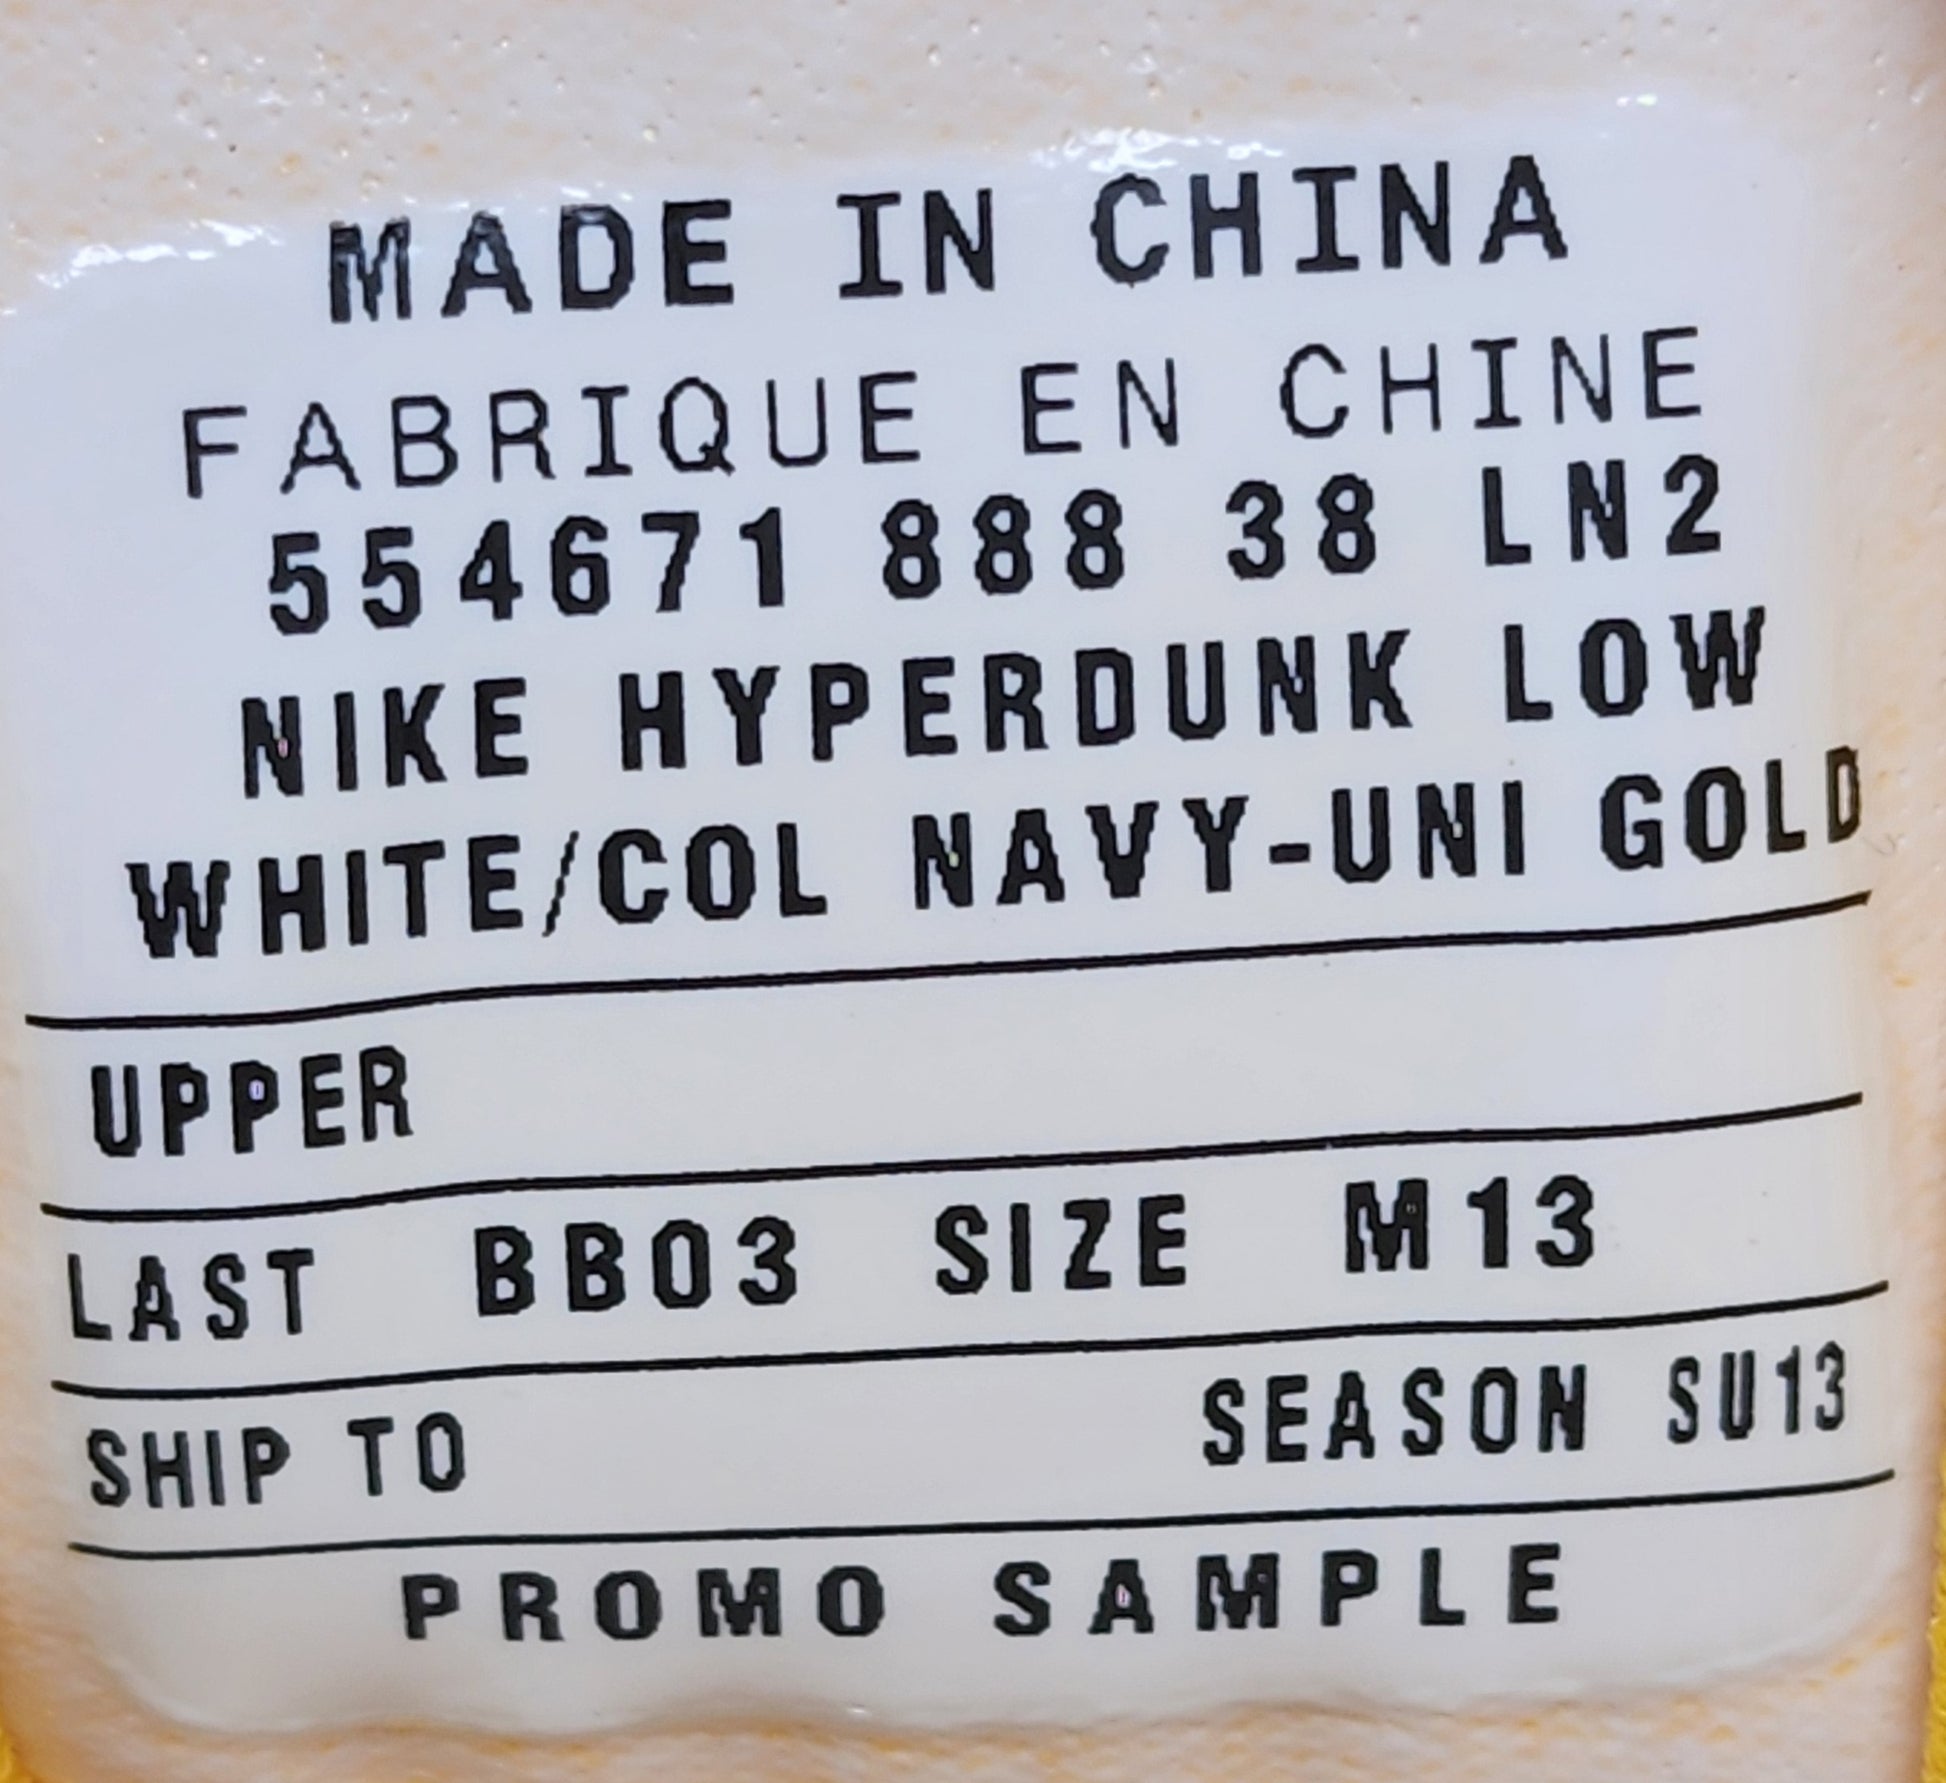 MADE IN CHINA
FABRIQUE EN CHINE
554671 888 38 LN2
NIKE HYPERDUNK LOW
WHITE/COL NAVY-UNI GOLD
UPPER
LAST BB03 SIZE M13
SHIP TO SEASON SU13
PROMO SAMPLE